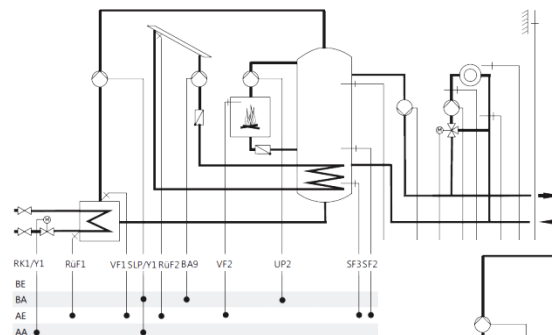 M
M
RK1/Y1 RüF1 VF1 SLP/Y1 RüF2 BA9 VF2 UP2 SF3 SF2
BE
BA
AE
AA